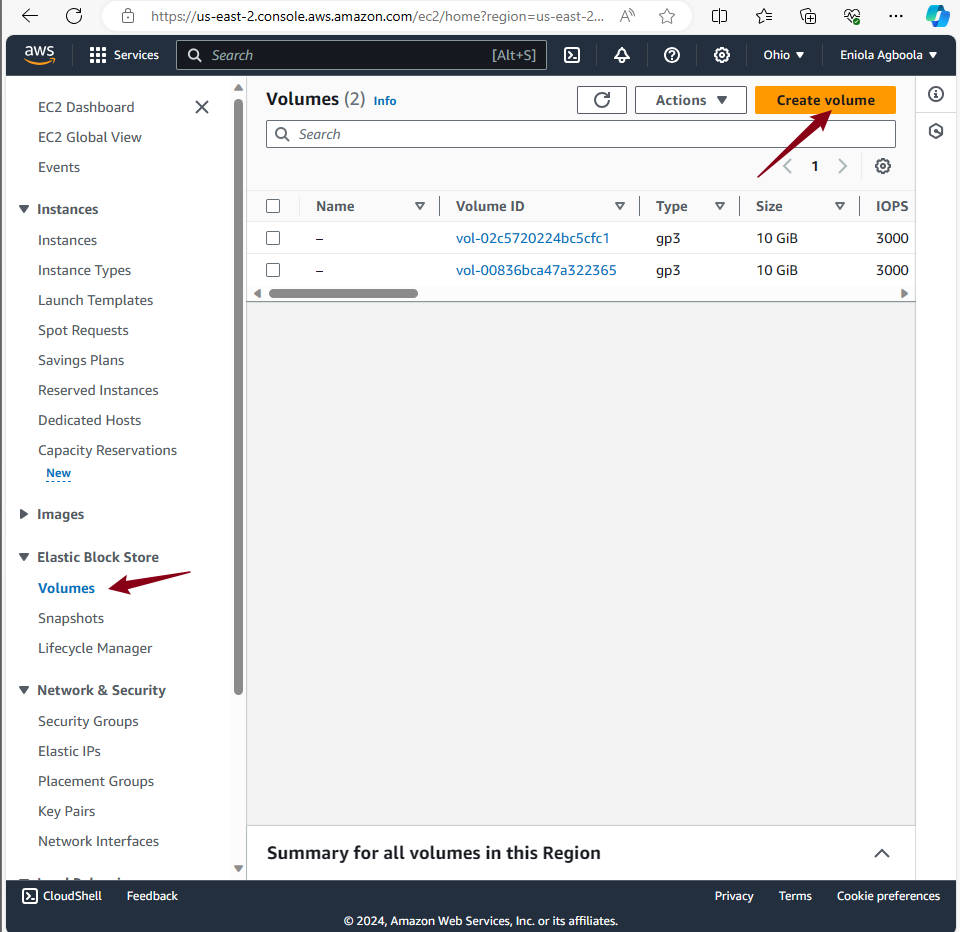 https://us-east-2.console.aws.amazon.com/ec2/home?region=us-east-2...
aws
Services
Search [Alt+S]
Ohio
Eniola Agboola
EC2 Dashboard
EC2 Global View
Events
Instances
Instances
Instance Types
Launch Templates
Spot Requests
Savings Plans
Reserved Instances
Dedicated Hosts
Capacity Reservations
New
Images
Elastic Block Store
Volumes
Snapshots
Lifecycle Manager
Network & Security
Security Groups
Elastic IPs
Placement Groups
Key Pairs
Network Interfaces
Volumes (2) Info
Actions
Create volume
Search
1
Name Volume ID Type Size IOPS
– vol-02c5720224bc5cfc1 gp3 10 GiB 3000
– vol-00836bca47a322365 gp3 10 GiB 3000
Summary for all volumes in this Region
CloudShell Feedback Privacy Terms Cookie preferences
© 2024, Amazon Web Services, Inc. or its affiliates.